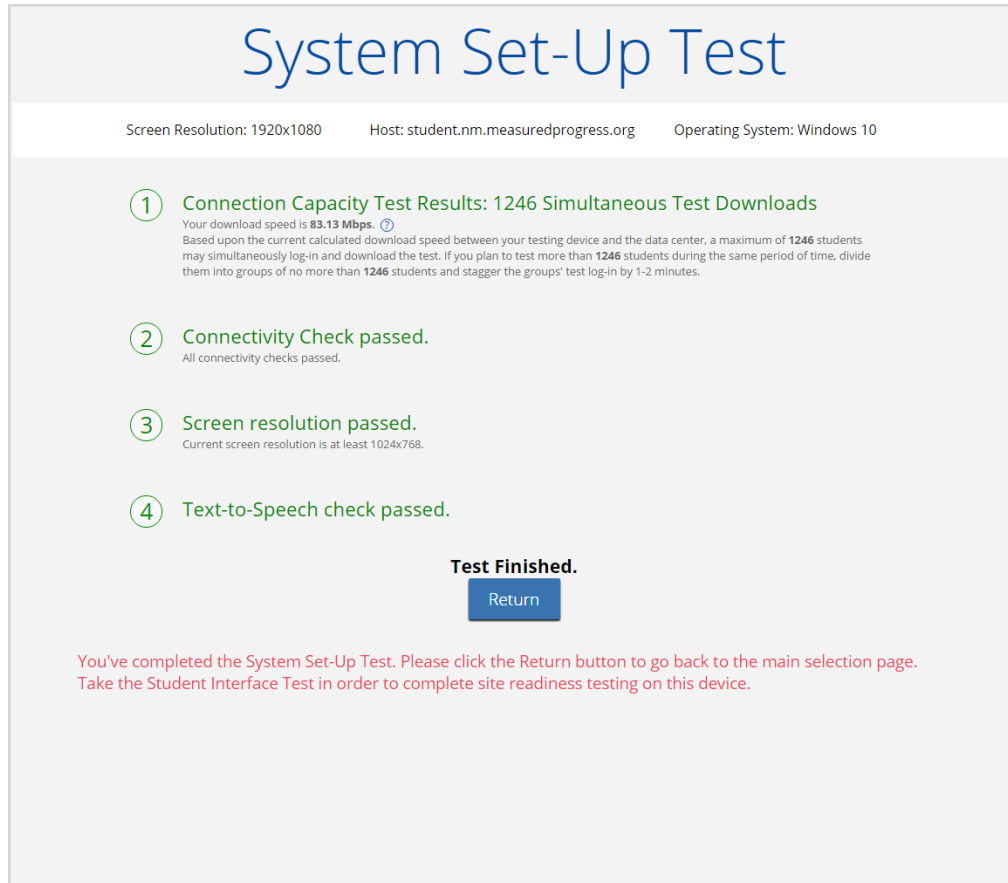 System Set-Up Test
Screen Resolution: 1920x1080 Host: student.nm.measuredprogress.org Operating System: Windows 10
1 Connection Capacity Test Results: 1246 Simultaneous Test Downloads
Your download speed is 83.13 Mbps. ?
Based upon the current calculated download speed between your testing device and the data center, a maximum of 1246 students
may simultaneously log-in and download the test. If you plan to test more than 1246 students during the same period of time, divide
them into groups of no more than 1246 students and stagger the groups' test log-in by 1-2 minutes.
2 Connectivity Check passed.
All connectivity checks passed.
3 Screen resolution passed.
Current screen resolution is at least 1024x768.
4 Text-to-Speech check passed.
Test Finished.
Return
You've completed the System Set-Up Test. Please click the Return button to go back to the main selection page.
Take the Student Interface Test in order to complete site readiness testing on this device.